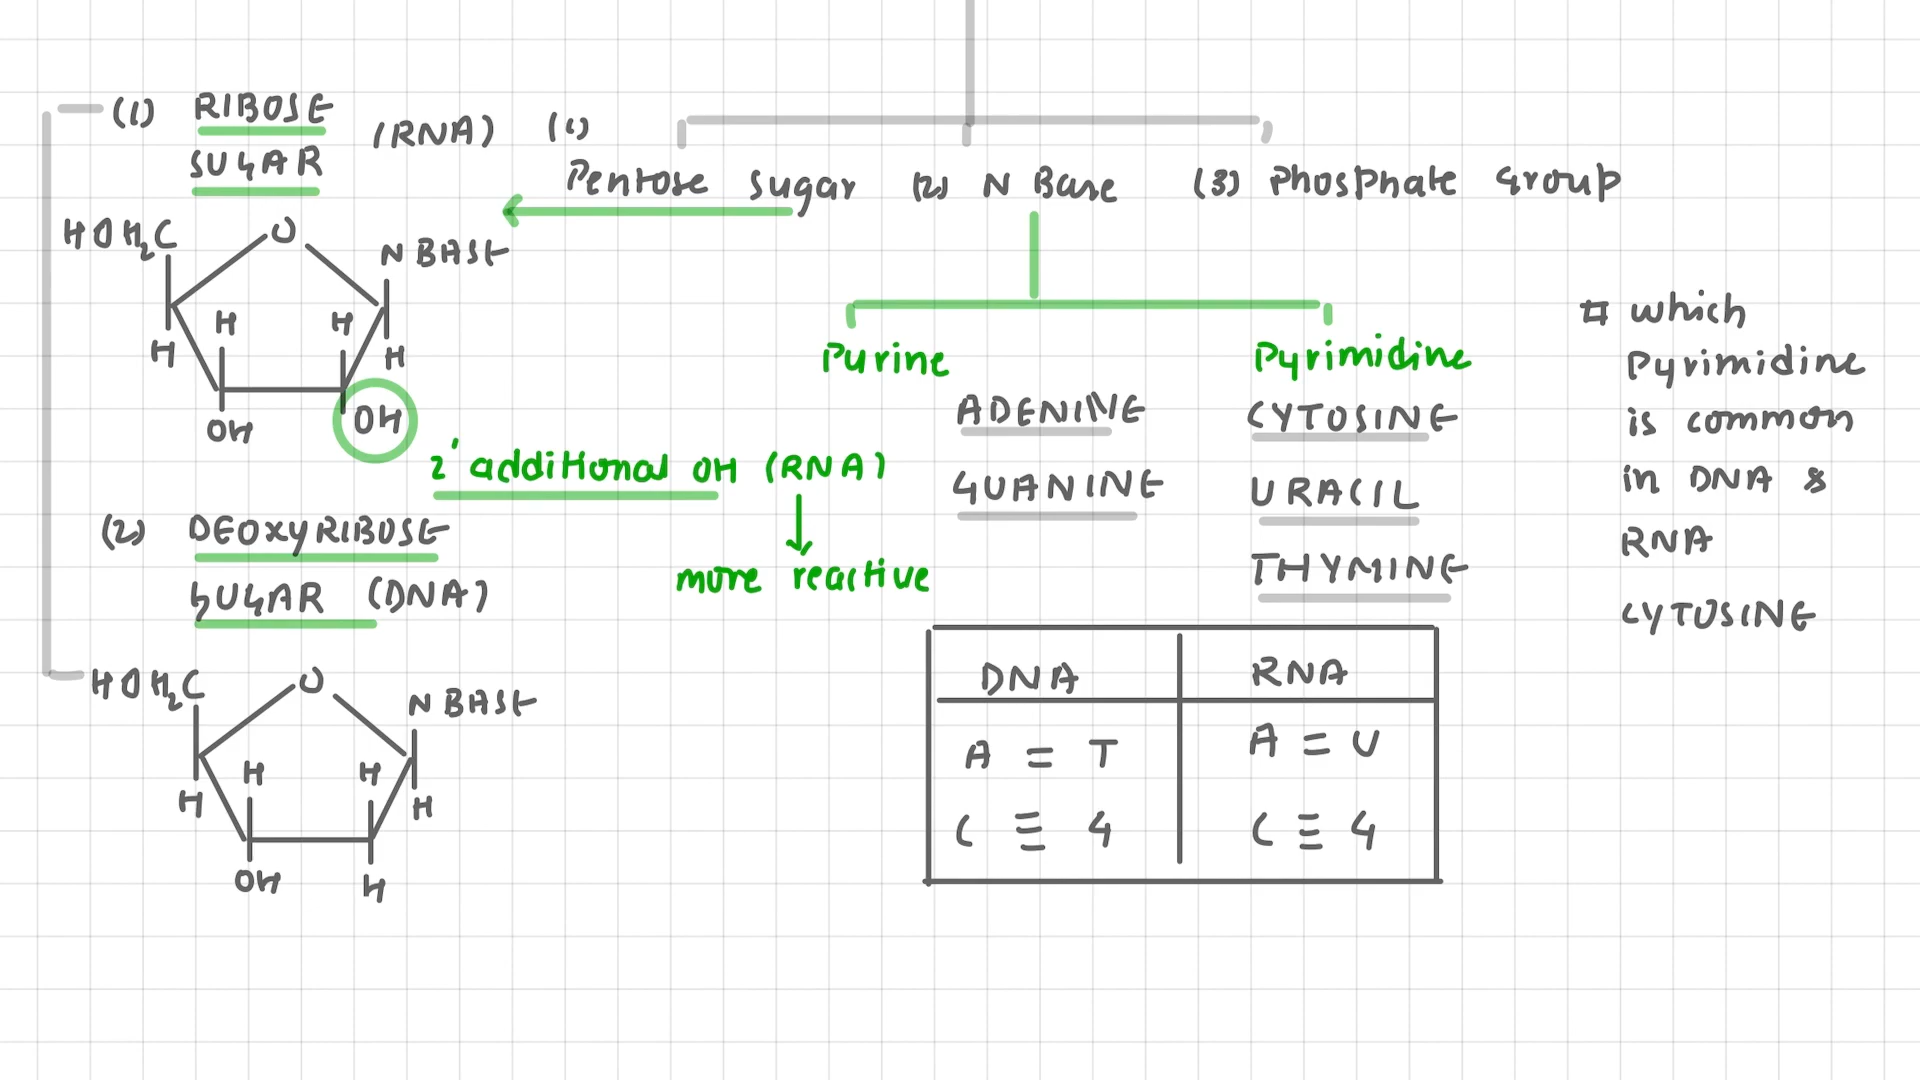 (1) RIBOSE
SUGAR
(RNA)
HOH₂C
O
N BASE
H
H
H
H
OH
OH
2' additional OH (RNA)
more reactive
(2) DEOXYRIBOSE
SUGAR (DNA)
HOH₂C
O
N BASE
H
H
H
H
OH
H
(1)
Pentose sugar (2) N Base (3) Phosphate Group
Purine
ADENINE
GUANINE
Pyrimidine
CYTOSINE
URACIL
THYMINE
DNA RNA
A = T A = U
C ≡ G C ≡ G
# which
Pyrimidine
is common
in DNA &
RNA
CYTOSINE